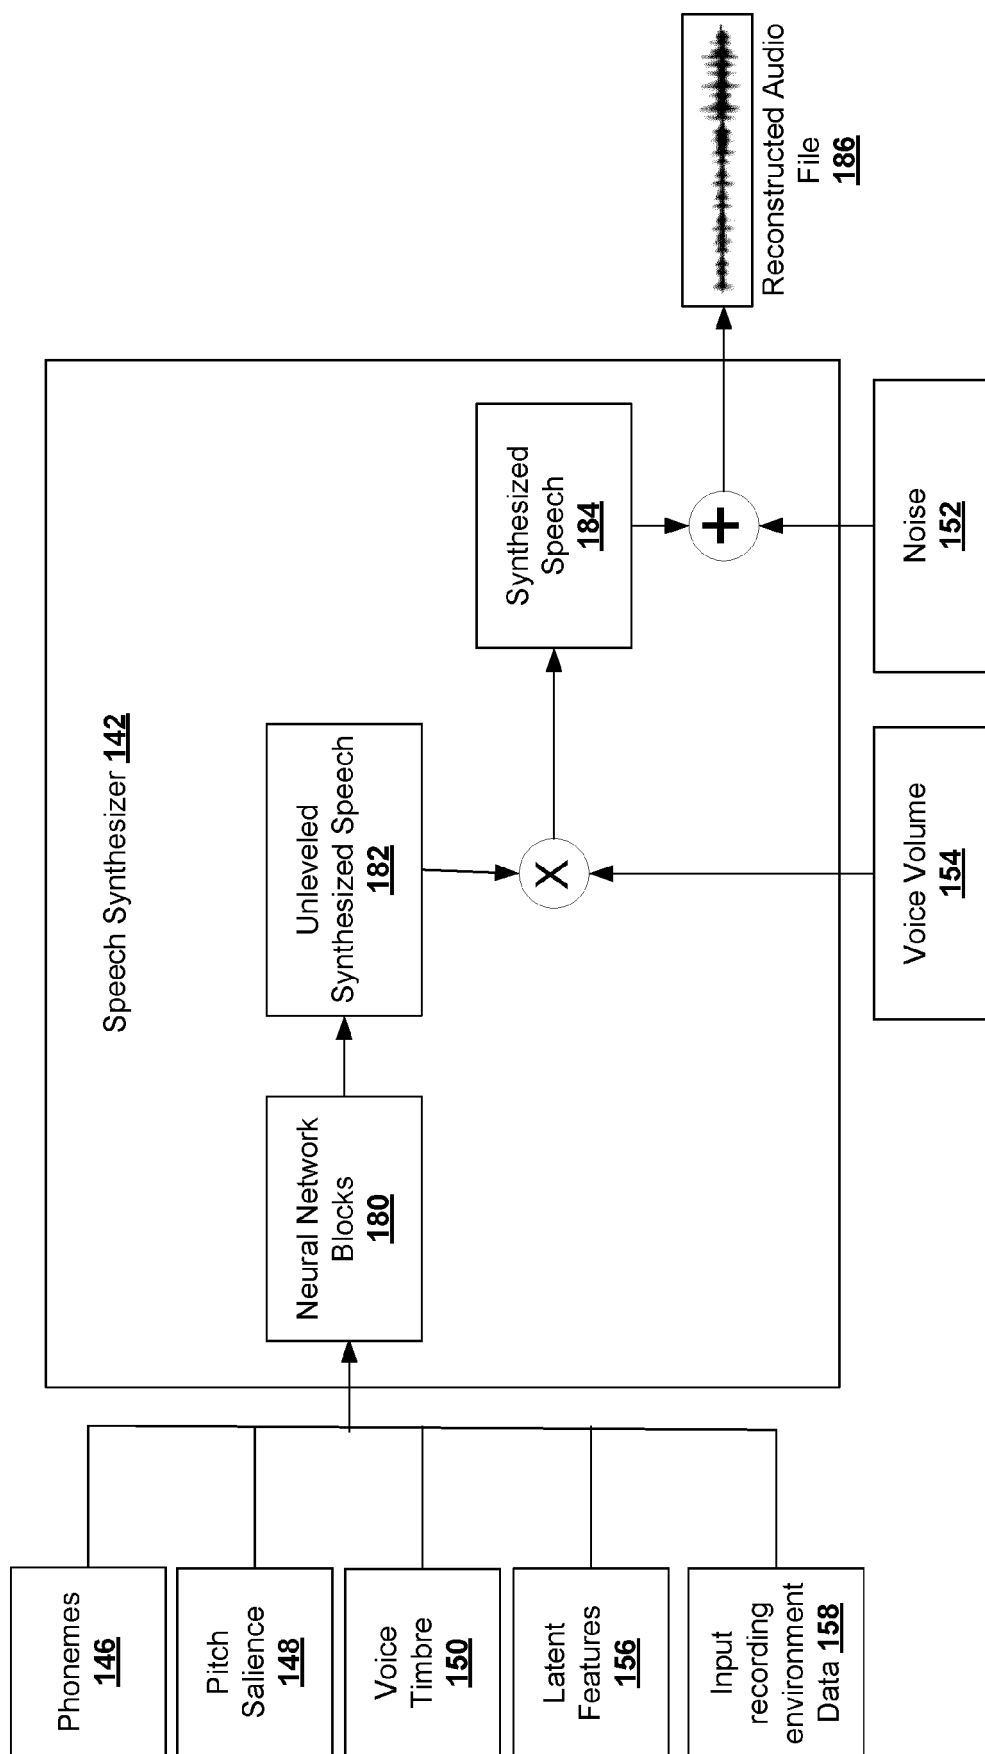 Phonemes
146
Pitch
Salience
148
Voice
Timbre
150
Latent
Features
156
Input
recording
environment
Data 158
Speech Synthesizer 142
Neural Network
Blocks
180
Unleveled
Synthesized Speech
182
X
Synthesized
Speech
184
+
Voice Volume
154
Noise
152
Reconstructed Audio
File
186